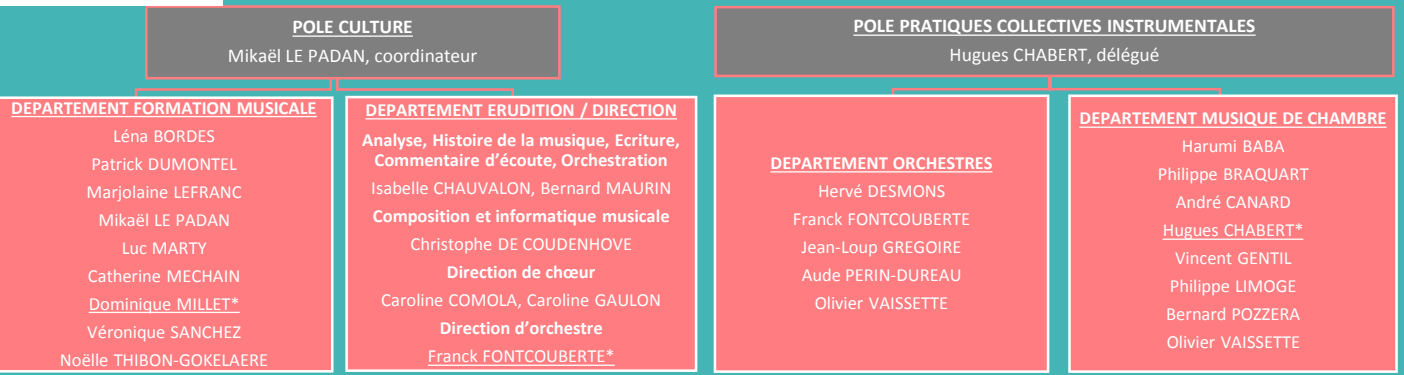 POLE CULTURE
Mikaël LE PADAN, coordinateur
DEPARTEMENT FORMATION MUSICALE
Léna BORDES
Patrick DUMONTEL
Marjolaine LEFRANC
Mikaël LE PADAN
Luc MARTY
Catherine MECHAIN
Dominique MILLET*
Véronique SANCHEZ
Noëlle THIBON-GOKELAERE
DEPARTEMENT ERUDITION / DIRECTION
Analyse, Histoire de la musique, Ecriture,
Commentaire d'écoute, Orchestration
Isabelle CHAUVALON, Bernard MAURIN
Composition et informatique musicale
Christophe DE COUDENHOVE
Direction de chœur
Caroline COMOLA, Caroline GAULON
Direction d'orchestre
Franck FONTCOUBERTE*
POLE PRATIQUES COLLECTIVES INSTRUMENTALES
Hugues CHABERT, délégué
DEPARTEMENT ORCHESTRES
Hervé DESMONS
Franck FONTCOUBERTE
Jean-Loup GREGOIRE
Aude PERIN-DUREAU
Olivier VAISSETTE
DEPARTEMENT MUSIQUE DE CHAMBRE
Harumi BABA
Philippe BRAQUART
André CANARD
Hugues CHABERT*
Vincent GENTIL
Philippe LIMOGE
Bernard POZZERA
Olivier VAISSETTE